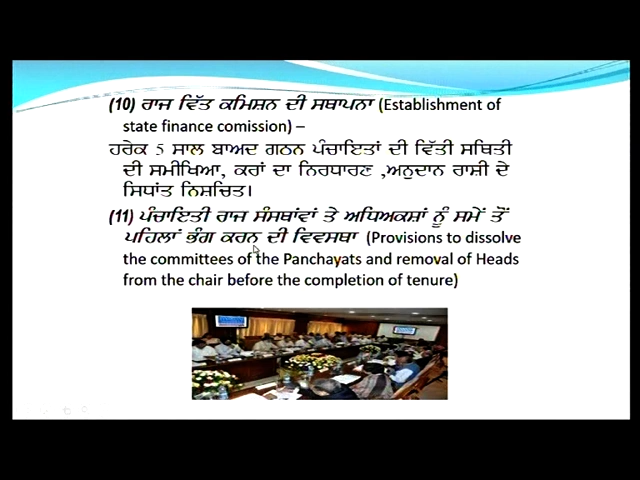 (10) ਰਾਜ ਵਿੱਤ ਕਮਿਸ਼ਨ ਦੀ ਸਥਾਪਨਾ (Establishment of
state finance comission) –
ਹਰੇਕ 5 ਸਾਲ ਬਾਅਦ ਗਠਨ ਪੰਚਾਇਤਾਂ ਦੀ ਵਿੱਤੀ ਸਥਿਤੀ
ਦੀ ਸਮੀਖਿਆ, ਕਰਾਂ ਦਾ ਨਿਰਧਾਰਣ ,ਅਨੁਦਾਨ ਰਾਸ਼ੀ ਦੇ
ਸਿਧਾਂਤ ਨਿਸ਼ਚਿਤ।
(11) ਪੰਚਾਇਤੀ ਰਾਜ ਸੰਸਥਾਂਵਾਂ ਤੇ ਅਧਿਅਕਸ਼ਾਂ ਨੂੰ ਸਮੇਂ ਤੋਂ
ਪਹਿਲਾਂ ਭੰਗ ਕਰਨ ਦੀ ਵਿਵਸਥਾ (Provisions to dissolve
the committees of the Panchayats and removal of Heads
from the chair before the completion of tenure)